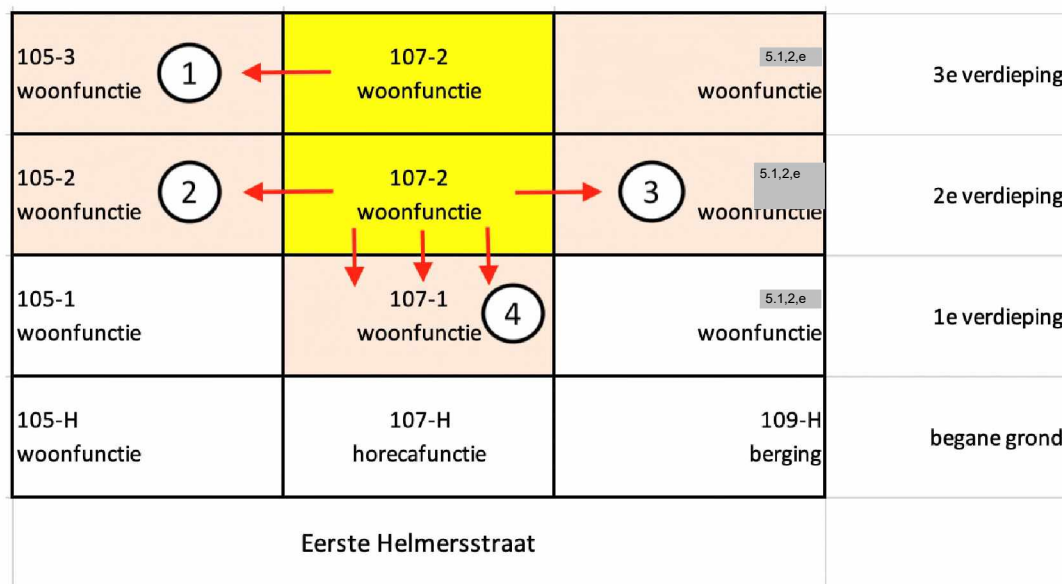 105-3
woonfunctie
1
107-2
woonfunctie
5.1,2,e
woonfunctie
3e verdieping
105-2
woonfunctie
2
107-2
woonfunctie
3
5.1,2,e
woonfunctie
2e verdieping
105-1
woonfunctie
107-1
woonfunctie
4
5.1,2,e
woonfunctie
1e verdieping
105-H
woonfunctie
107-H
horecafunctie
109-H
berging
begane grond
Eerste Helmersstraat